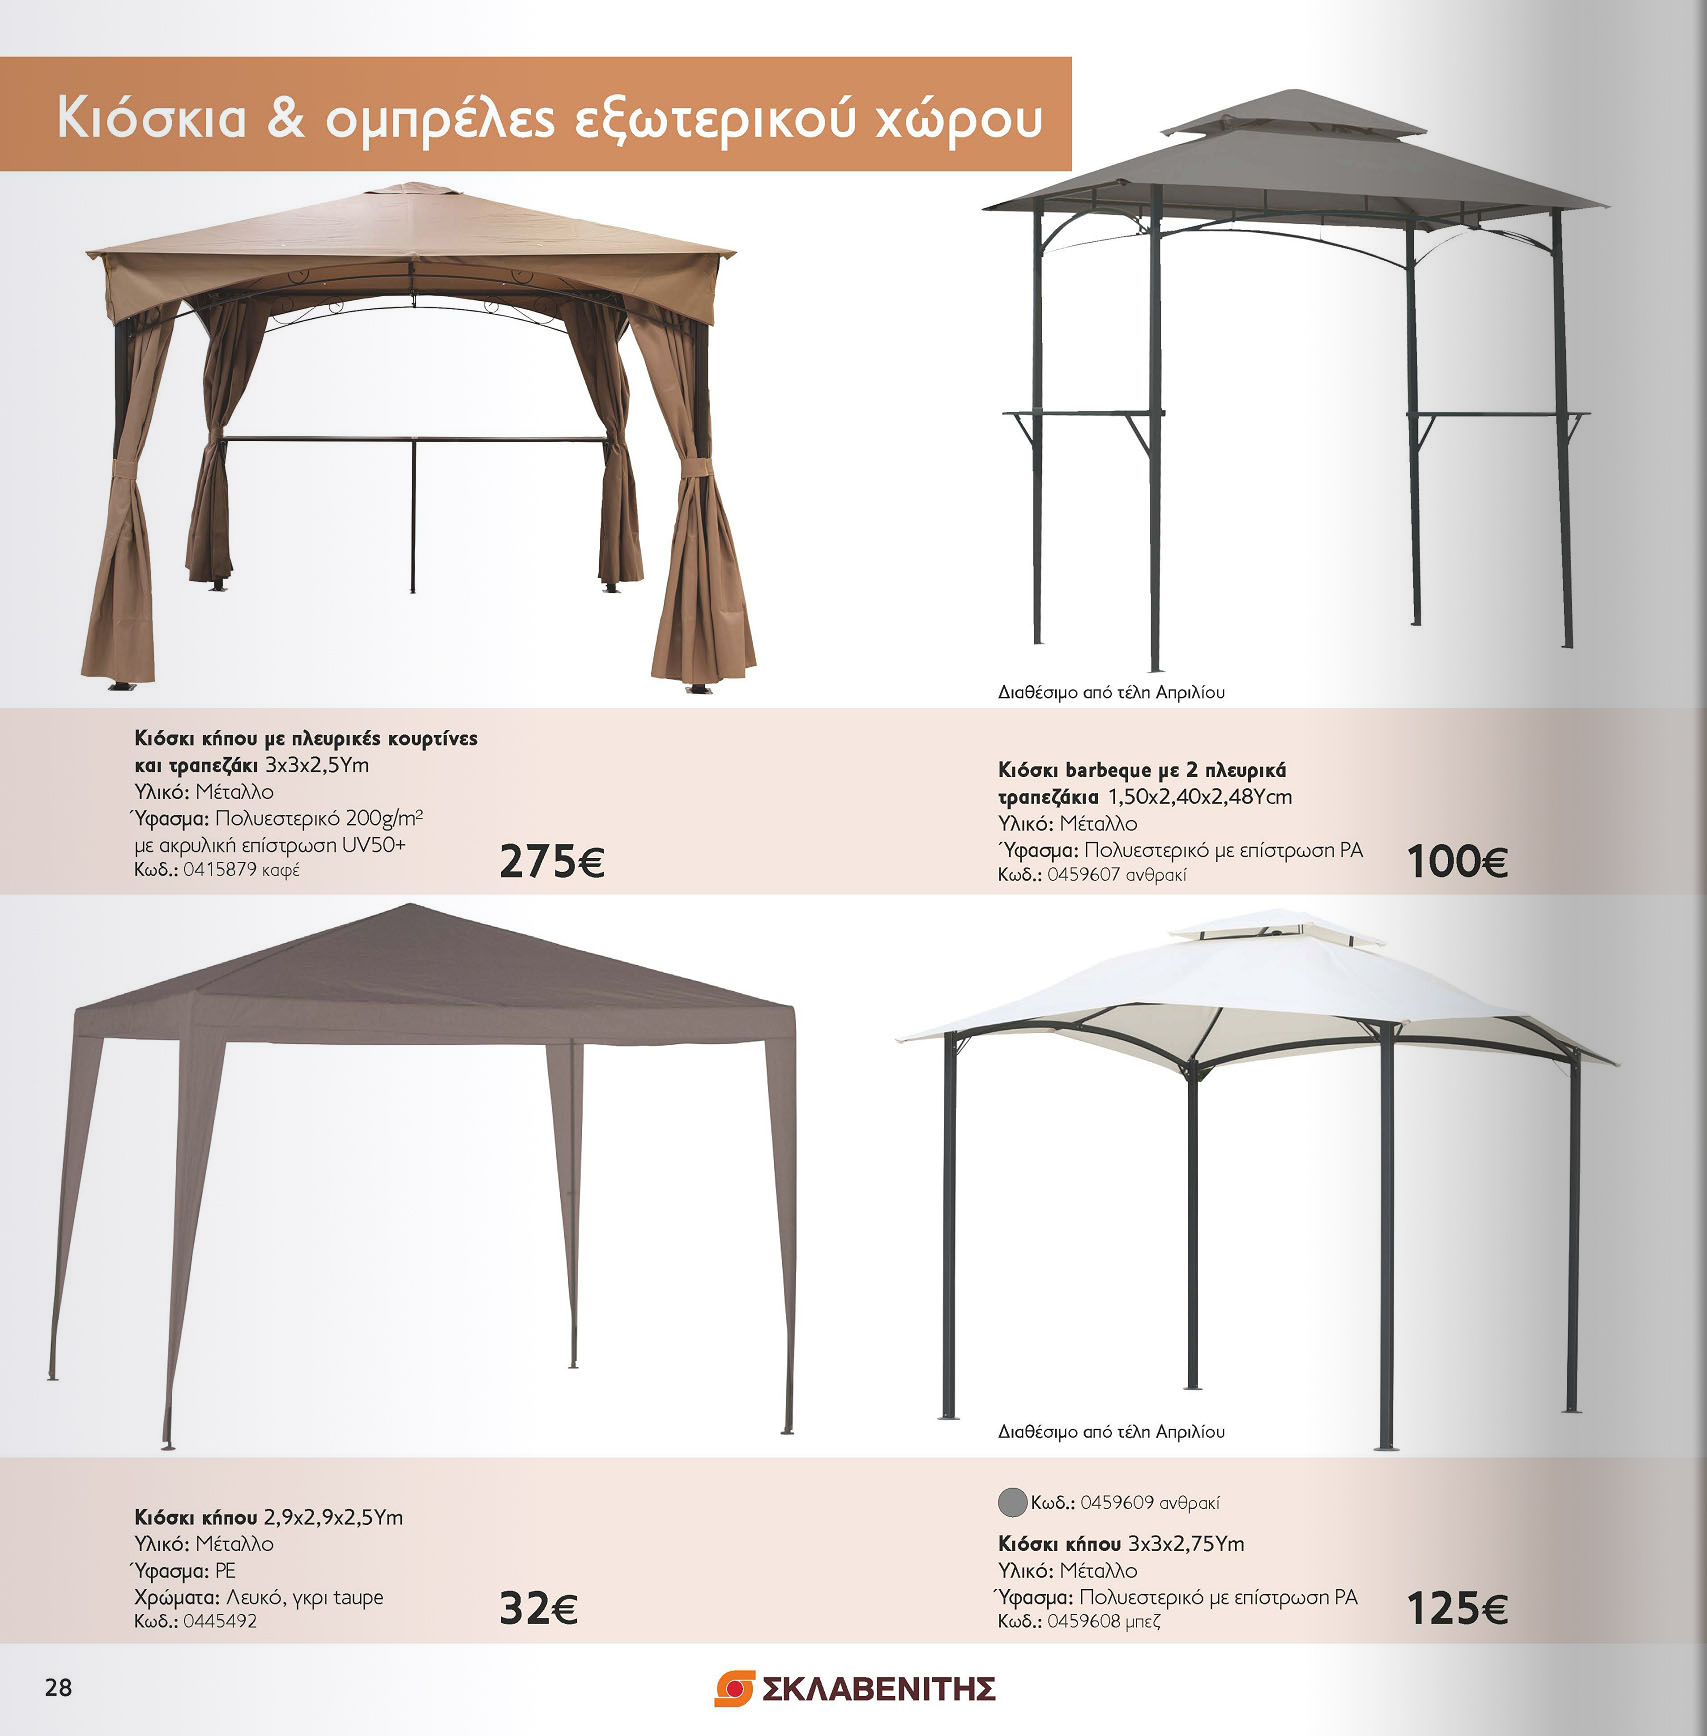 Κιόσκια & ομπρέλες εξωτερικού χώρου
Κιόσκι κήπου με πλευρικές κουρτίνες
και τραπεζάκι 3x3x2,5Υm
Υλικό: Μέταλλο
Ύφασμα: Πολυεστερικό 200g/m²
με ακρυλική επίστρωση UV50+
Κωδ.: 0415879 καφέ
275€
Διαθέσιμο από τέλη Απριλίου
Κιόσκι barbeque με 2 πλευρικά
τραπεζάκια 1,50x2,40x2,48Υcm
Υλικό: Μέταλλο
Ύφασμα: Πολυεστερικό με επίστρωση PA
Κωδ.: 0459607 ανθρακί
100€
Κιόσκι κήπου 2,9x2,9x2,5Υm
Υλικό: Μέταλλο
Ύφασμα: PE
Χρώματα: Λευκό, γκρι taupe
Κωδ.: 0445492
32€
Διαθέσιμο από τέλη Απριλίου
Κωδ.: 0459609 ανθρακί
Κιόσκι κήπου 3x3x2,75Υm
Υλικό: Μέταλλο
Ύφασμα: Πολυεστερικό με επίστρωση PA
Κωδ.: 0459608 μπεζ
125€
28
ΣΚΛΑΒΕΝΙΤΗΣ